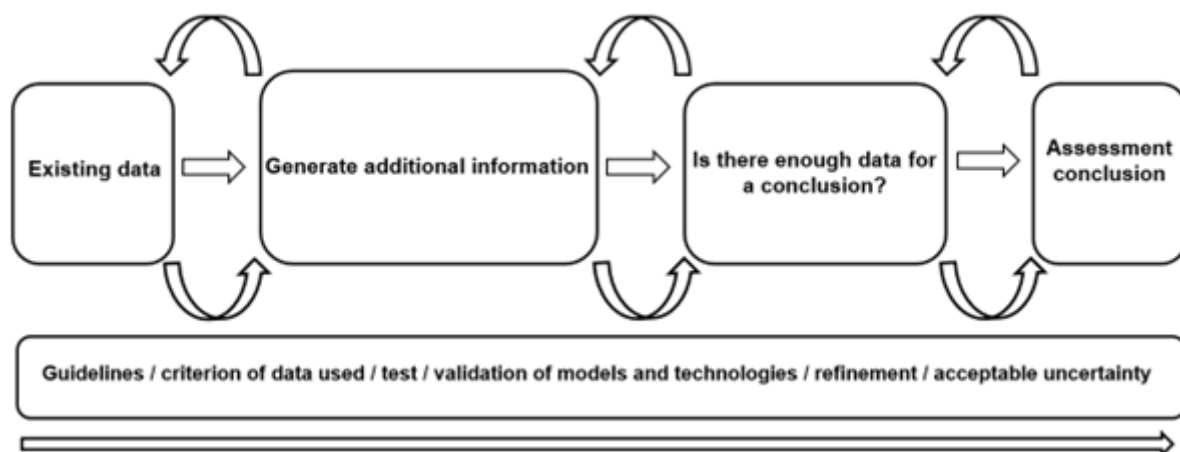 Existing data
Generate additional information
Is there enough data for
a conclusion?
Assessment
conclusion
Guidelines / criterion of data used / test / validation of models and technologies / refinement / acceptable uncertainty